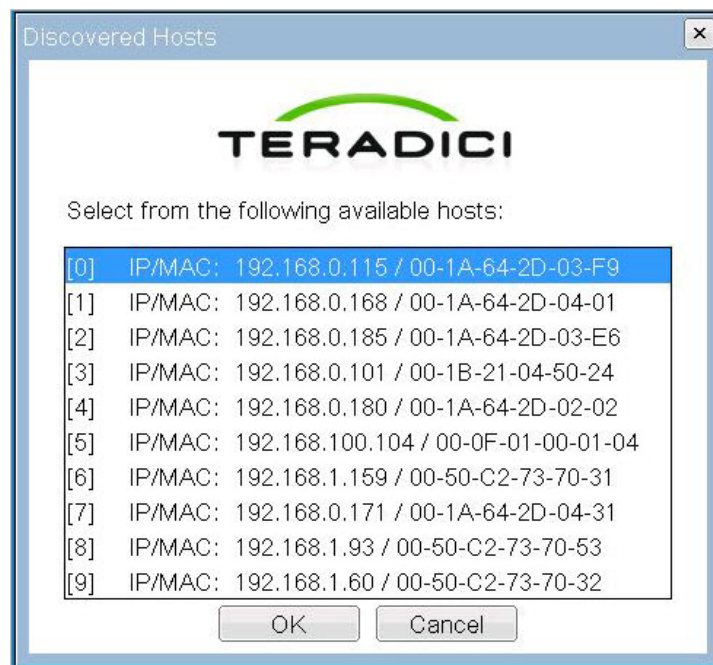 Discovered Hosts
TERADICI
Select from the following available hosts:
[0] IP/MAC: 192.168.0.115 / 00-1A-64-2D-03-F9
[1] IP/MAC: 192.168.0.168 / 00-1A-64-2D-04-01
[2] IP/MAC: 192.168.0.185 / 00-1A-64-2D-03-E6
[3] IP/MAC: 192.168.0.101 / 00-1B-21-04-50-24
[4] IP/MAC: 192.168.0.180 / 00-1A-64-2D-02-02
[5] IP/MAC: 192.168.100.104 / 00-0F-01-00-01-04
[6] IP/MAC: 192.168.1.159 / 00-50-C2-73-70-31
[7] IP/MAC: 192.168.0.171 / 00-1A-64-2D-04-31
[8] IP/MAC: 192.168.1.93 / 00-50-C2-73-70-53
[9] IP/MAC: 192.168.1.60 / 00-50-C2-73-70-32
OK Cancel